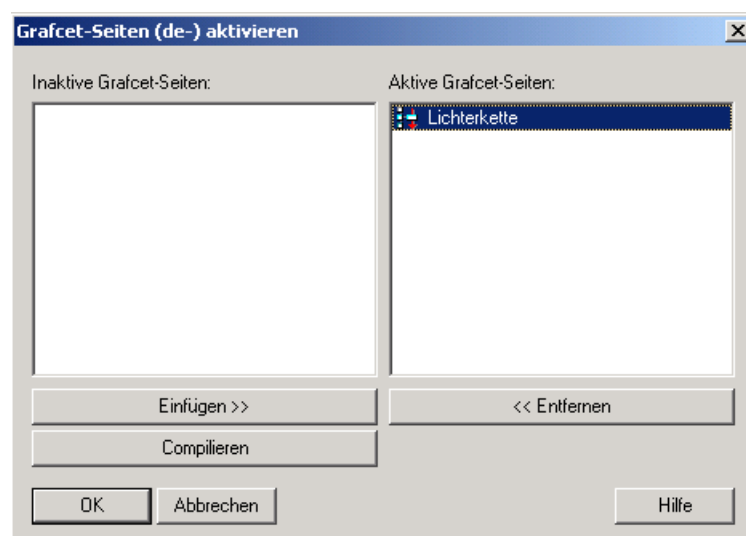 Grafcet-Seiten (de-) aktivieren
Inaktive Grafcet-Seiten:
Aktive Grafcet-Seiten:
Lichterkette
Einfügen >>
<< Entfernen
Compilieren
OK
Abbrechen
Hilfe